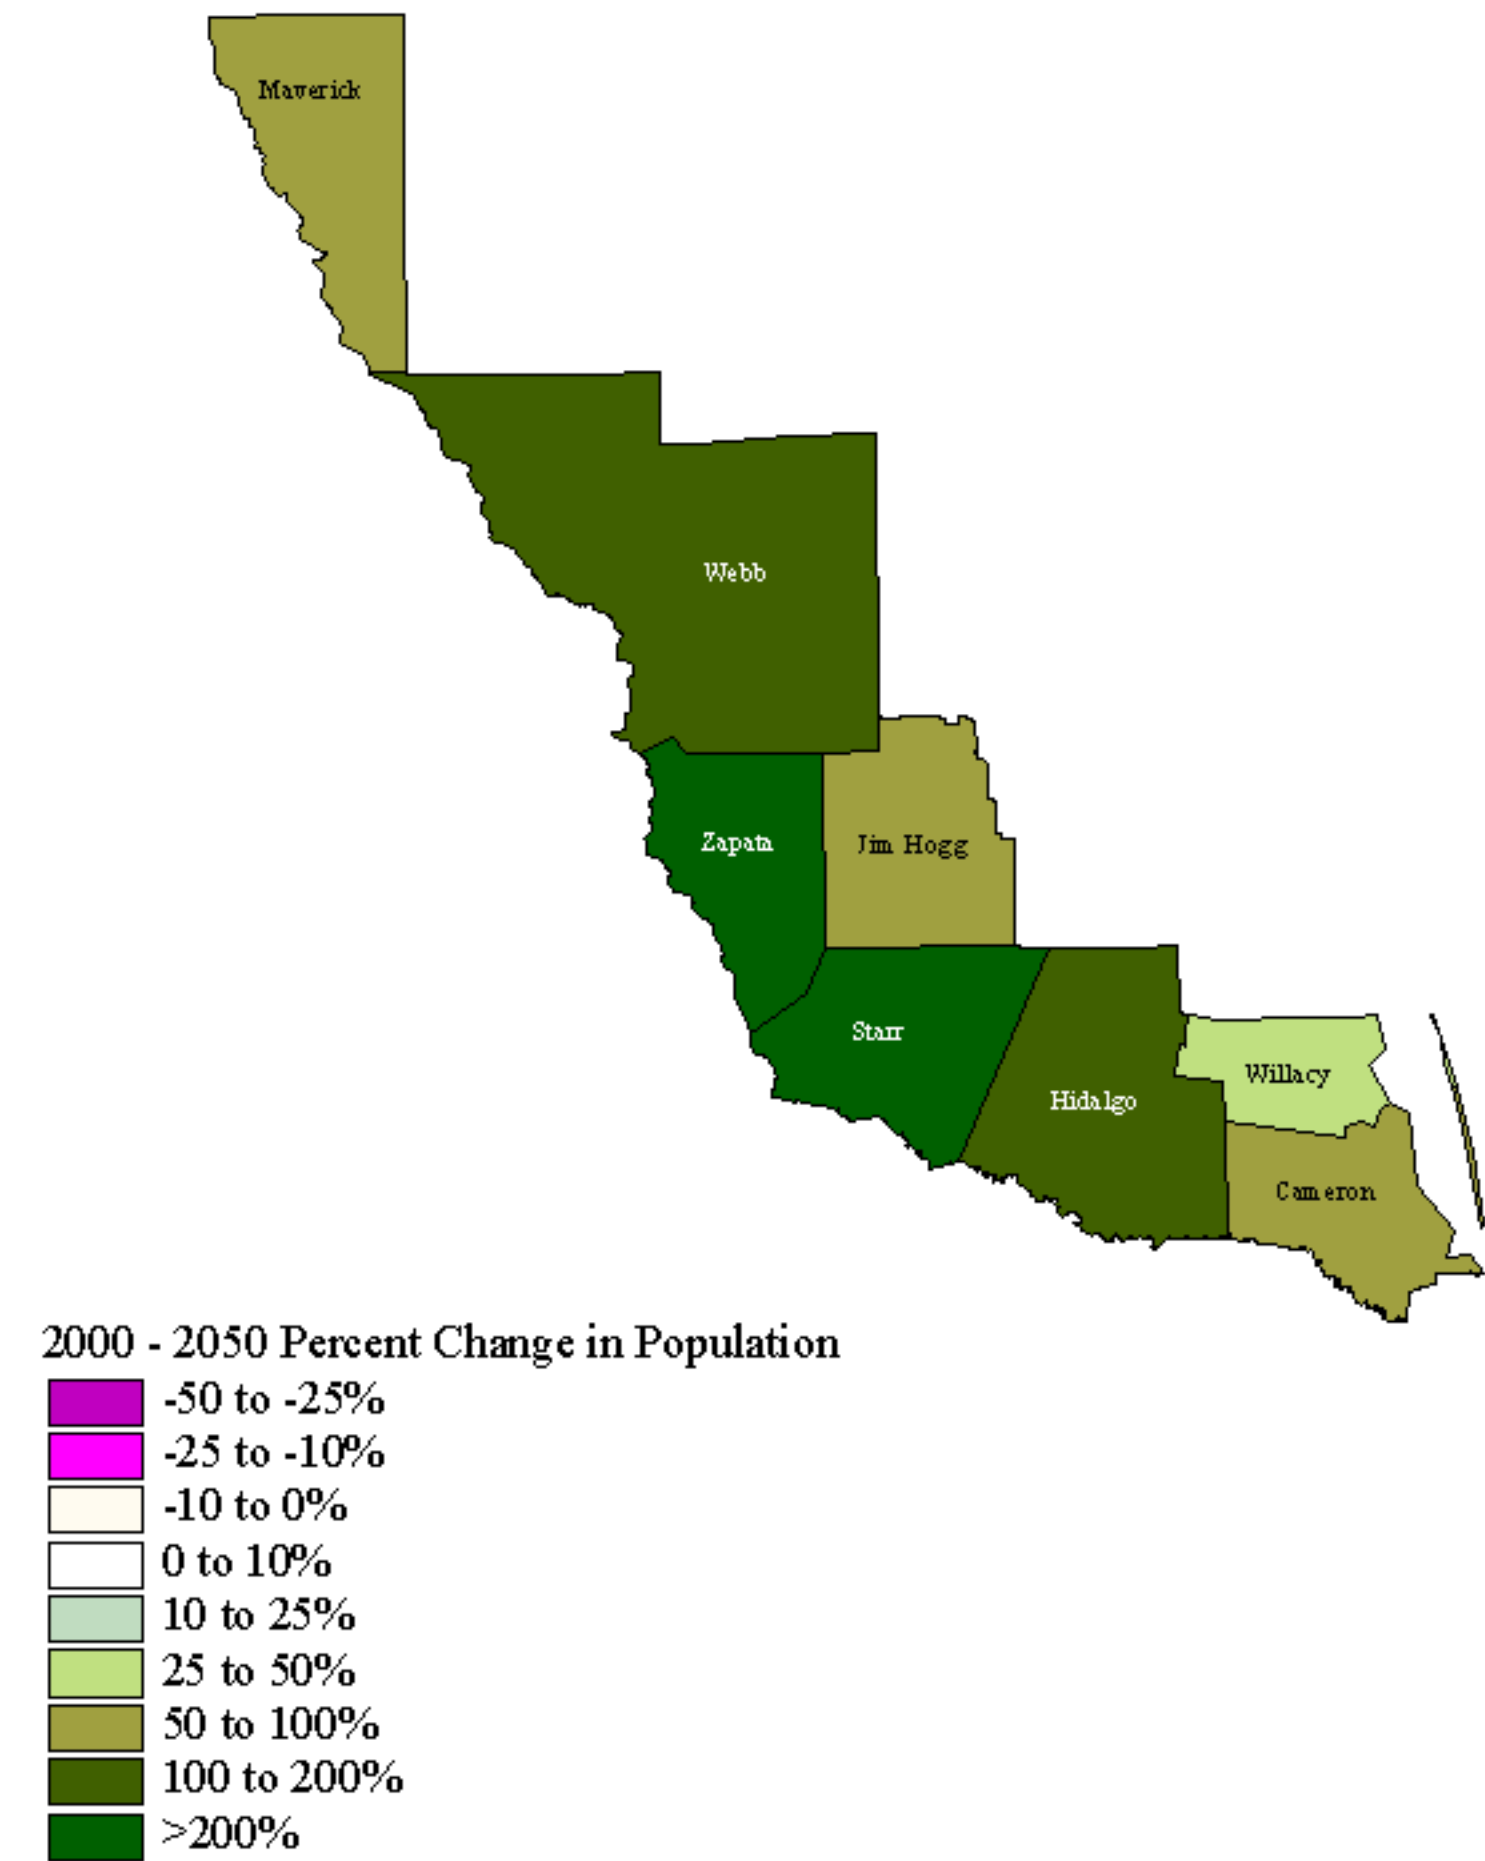 Maverick
Webb
Zapata
Jim Hogg
Starr
Willacy
Hidalgo
Cameron
2000 - 2050 Percent Change in Population
-50 to -25%
-25 to -10%
-10 to 0%
0 to 10%
10 to 25%
25 to 50%
50 to 100%
100 to 200%
>200%